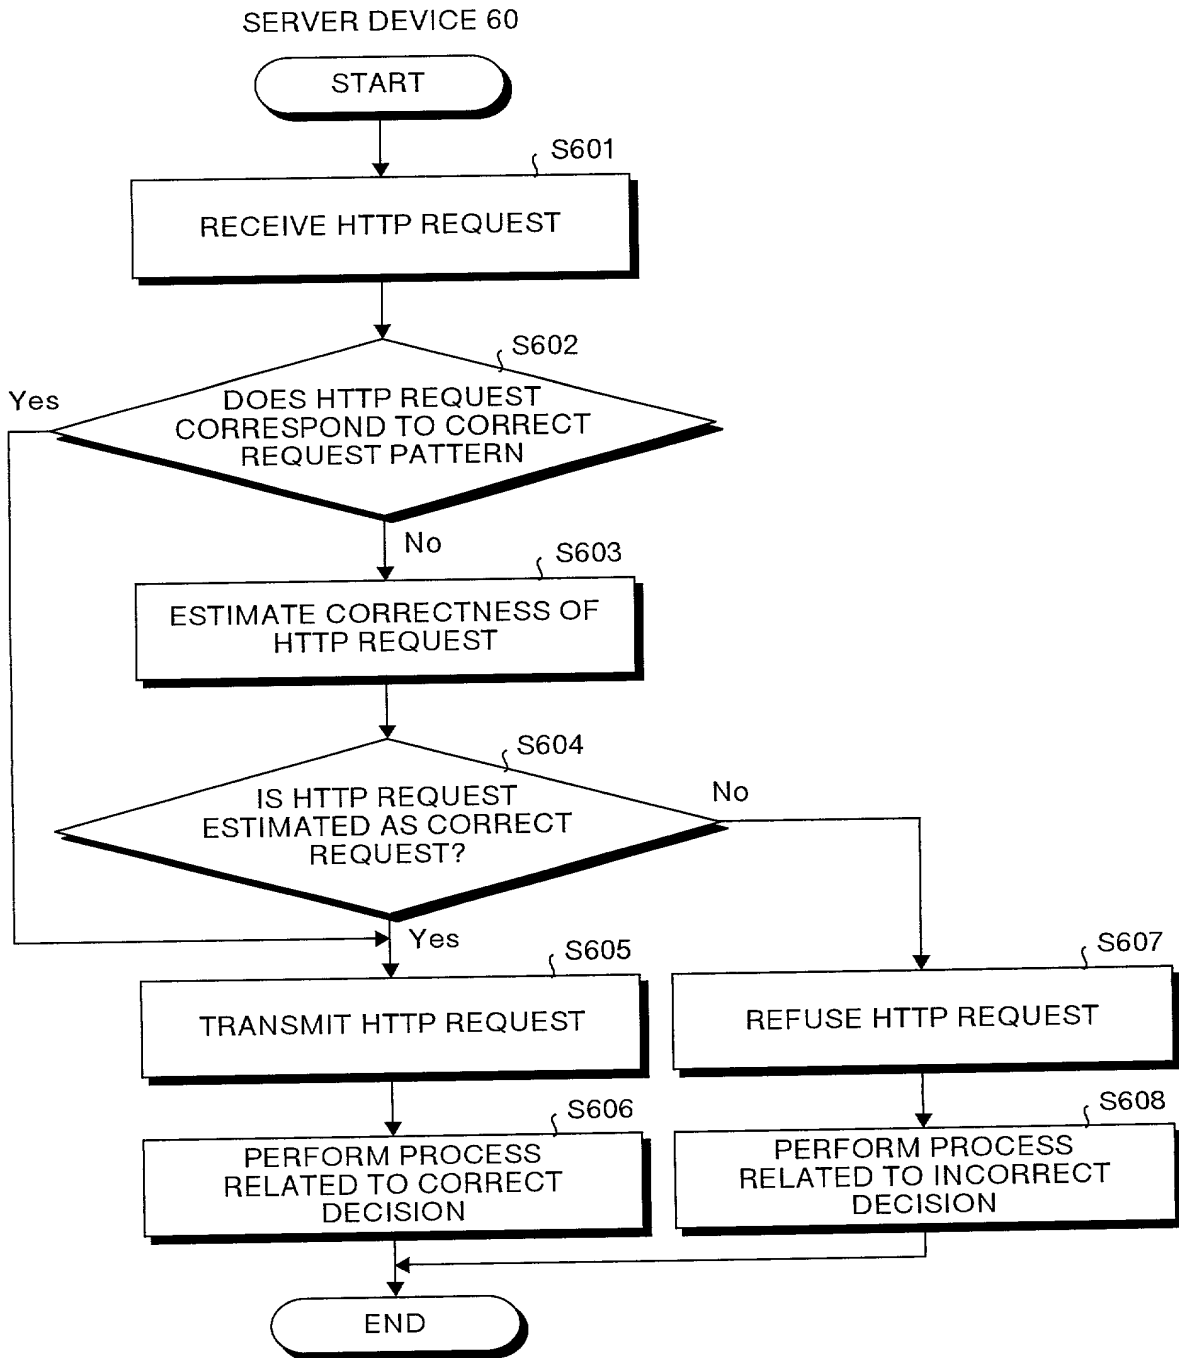 SERVER DEVICE 60
START
S601
RECEIVE HTTP REQUEST
S602
Yes
DOES HTTP REQUEST
CORRESPOND TO CORRECT
REQUEST PATTERN
No
S603
ESTIMATE CORRECTNESS OF
HTTP REQUEST
S604
IS HTTP REQUEST
ESTIMATED AS CORRECT
REQUEST?
No
Yes
S605
TRANSMIT HTTP REQUEST
S607
REFUSE HTTP REQUEST
S606
PERFORM PROCESS
RELATED TO CORRECT
DECISION
S608
PERFORM PROCESS
RELATED TO INCORRECT
DECISION
END